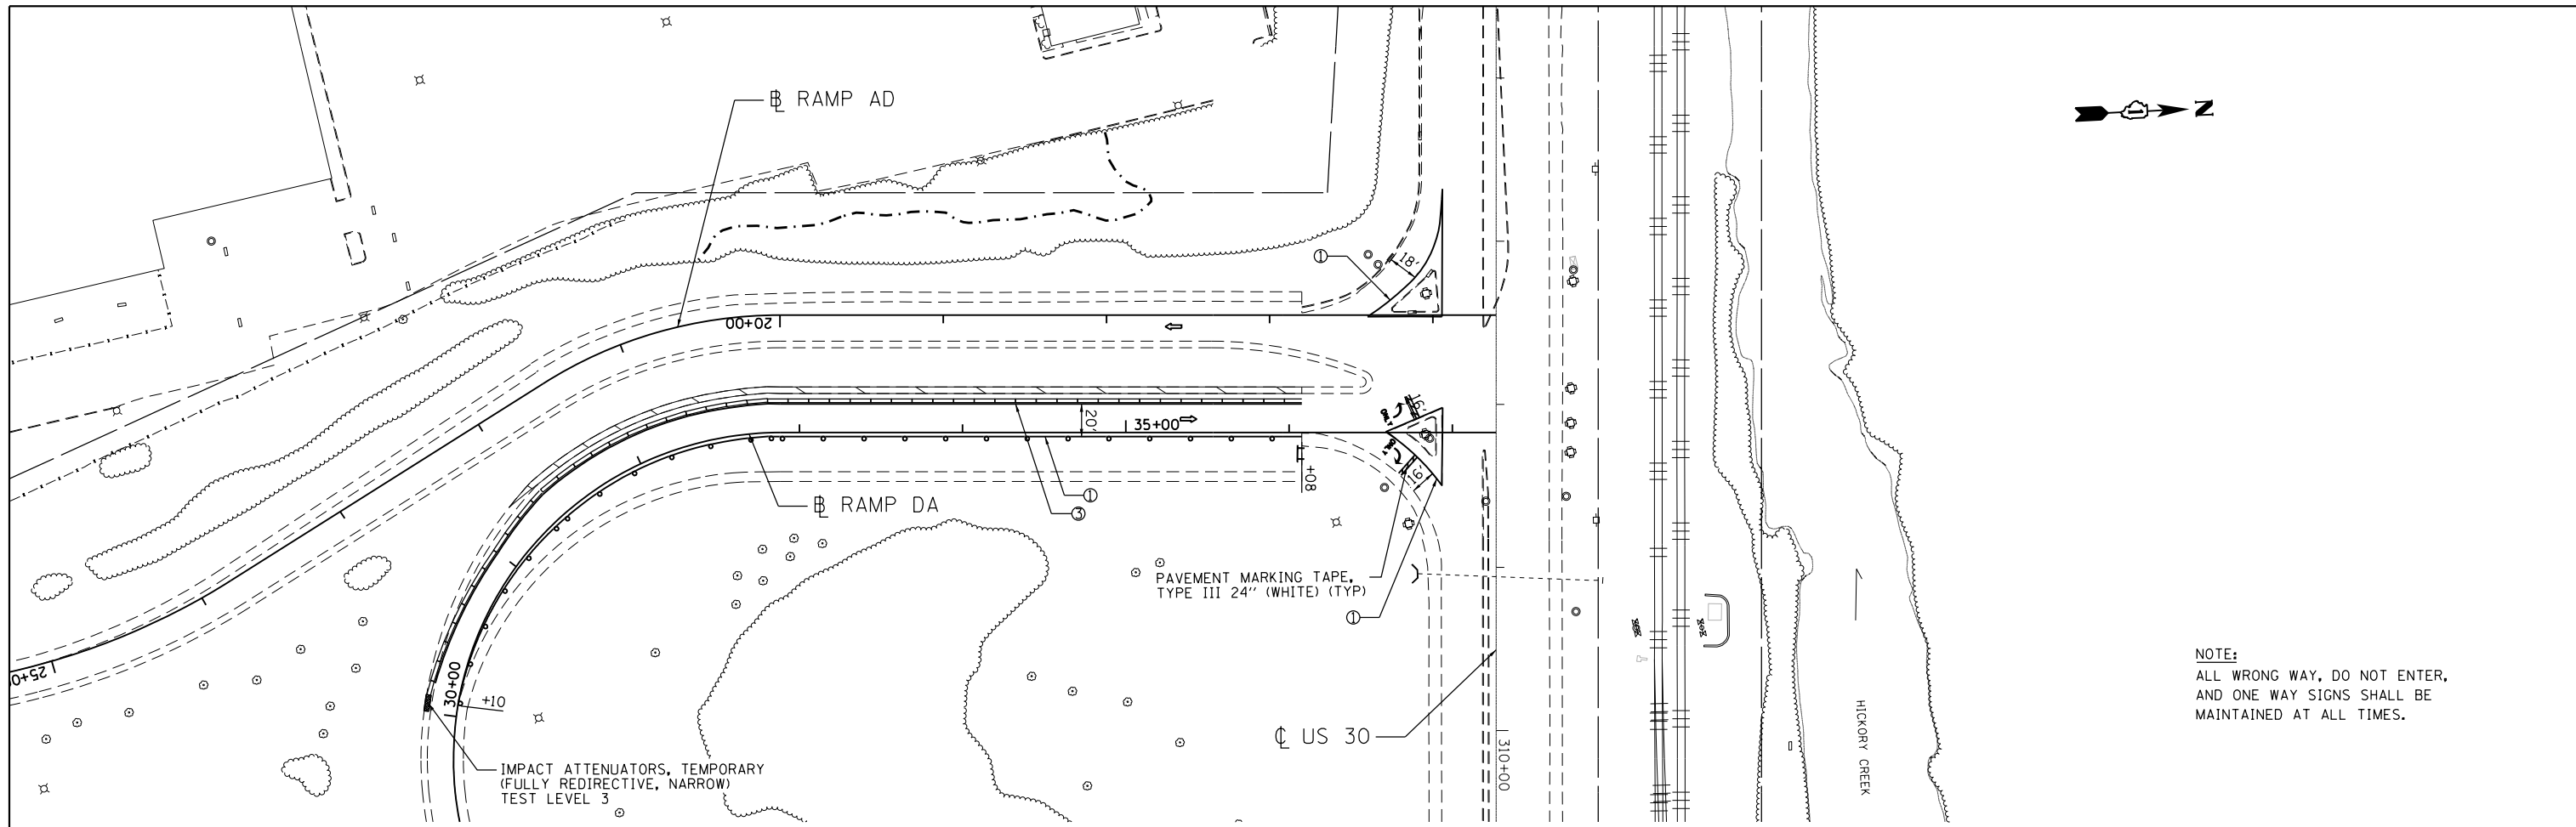 ℄ RAMP AD
N
1
①
18'
20+00
16'
20'
35+00
+08
16'
①
③
℄ RAMP DA
PAVEMENT MARKING TAPE,
TYPE III 24'' (WHITE) (TYP)
①
25+0
30+00
+10
℄ US 30
310+00
HICKORY CREEK
NOTE:
ALL WRONG WAY, DO NOT ENTER,
AND ONE WAY SIGNS SHALL BE
MAINTAINED AT ALL TIMES.
IMPACT ATTENUATORS, TEMPORARY
(FULLY REDIRECTIVE, NARROW)
TEST LEVEL 3